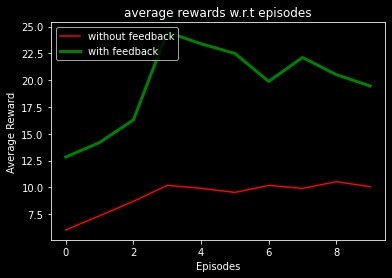 average rewards w.r.t episodes
without feedback
with feedback
25.0
22.5
20.0
17.5
15.0
12.5
10.0
7.5
Average Reward
0 2 4 6 8
Episodes